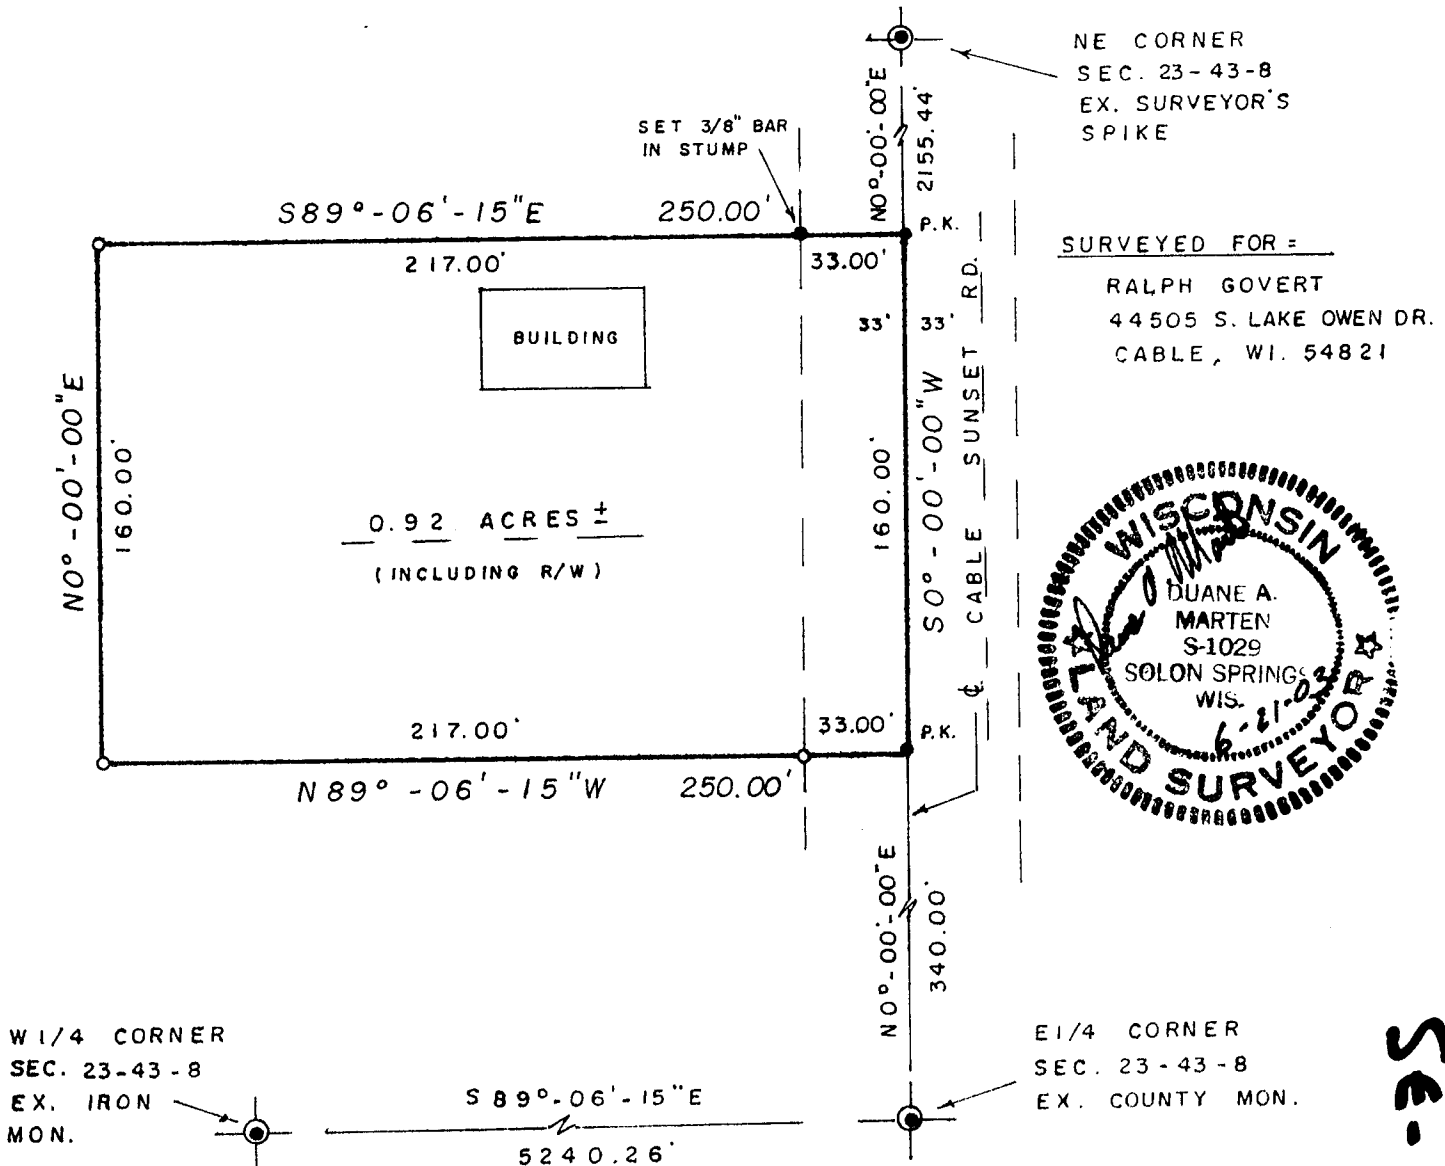 NE CORNER
SEC. 23-43-8
EX. SURVEYOR'S
SPIKE
N0°-00'-00"E
2155.44'
SET 3/8" BAR
IN STUMP
S89°-06'-15"E 250.00'
P.K.
217.00' 33.00'
SURVEYED FOR =
RALPH GOVERT
44505 S. LAKE OWEN DR.
CABLE, WI. 54821
BUILDING
33' 33'
N0°-00'-00"E
160.00'
160.00'
S0°-00'-00"W
CABLE SUNSET RD.
0.92 ACRES ±
(INCLUDING R/W)
WISCONSIN
DUANE A.
MARTEN
S-1029
SOLON SPRINGS
WIS.
LAND SURVEYOR
217.00' 33.00' P.K.
℄
N89°-06'-15"W 250.00'
N0°-00'-00"E
340.00'
W 1/4 CORNER
SEC. 23-43-8
EX. IRON
MON.
S89°-06'-15"E
5240.26'
E1/4 CORNER
SEC. 23-43-8
EX. COUNTY MON.